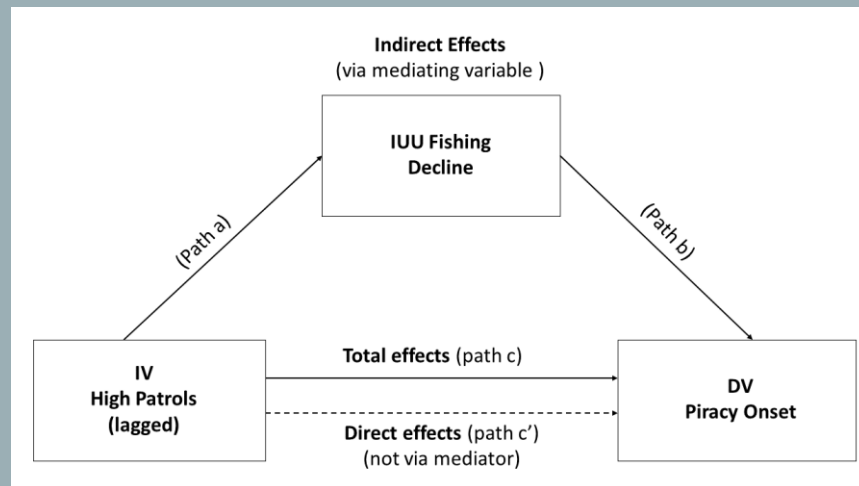 Indirect Effects
(via mediating variable )
IUU Fishing
Decline
(Path a)
(Path b)
IV
High Patrols
(lagged)
Total effects (path c)
Direct effects (path c’)
(not via mediator)
DV
Piracy Onset